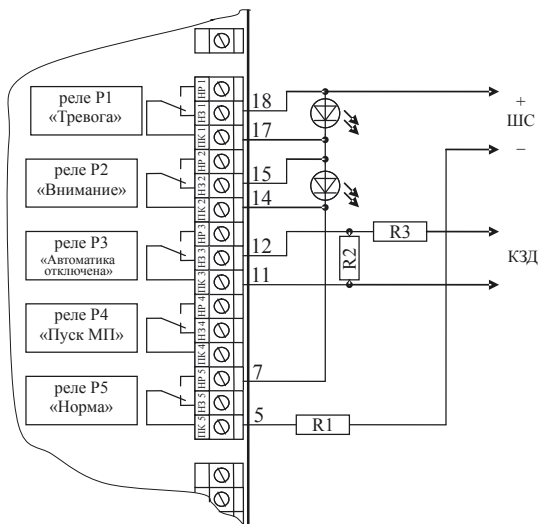 реле Р1
«Тревога»
НР 1
НЗ 1
ПК 1
18
17
+
ШС
−
реле Р2
«Внимание»
НР 2
НЗ 2
ПК 2
15
14
реле Р3
«Автоматика
отключена»
НР 3
НЗ 3
ПК 3
12
11
R2
R3
КЗД
реле Р4
«Пуск МП»
НР 4
НЗ 4
ПК 4
реле Р5
«Норма»
НР 5
НЗ 5
ПК 5
7
5
R1